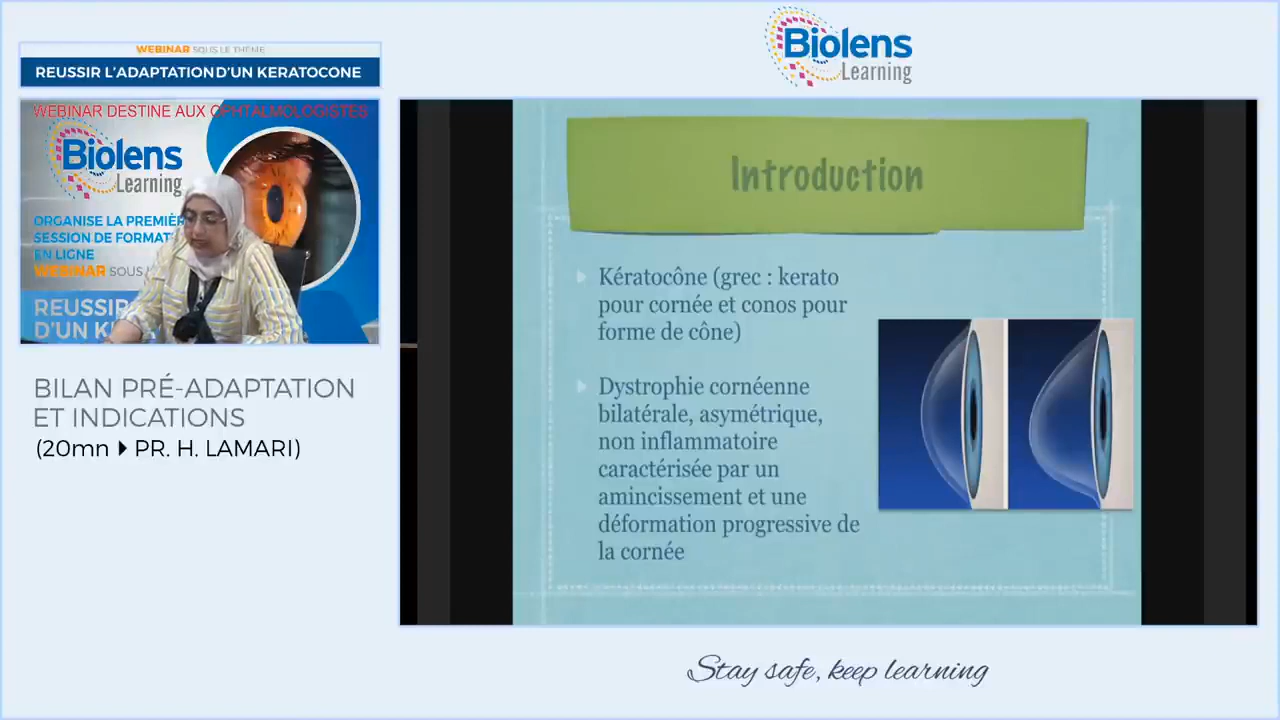 Biolens
Learning
WEBINAR SOUS LE THEME
REUSSIR L'ADAPTATION D'UN KERATOCONE
WEBINAR DESTINE AUX OPHTALMOLOGISTES
Biolens
Learning
ORGANISE LA PREMIÈR
SESSION DE FORMAT
EN LIGNE
WEBINAR SOUS L
REUSSIR
D'UN K
BILAN PRÉ-ADAPTATION
ET INDICATIONS
(20mn PR. H. LAMARI)
Introduction
Kératocône (grec : kerato
pour cornée et conos pour
forme de cône)
Dystrophie cornéenne
bilatérale, asymétrique,
non inflammatoire
caractérisée par un
amincissement et une
déformation progressive de
la cornée
Stay safe, keep learning